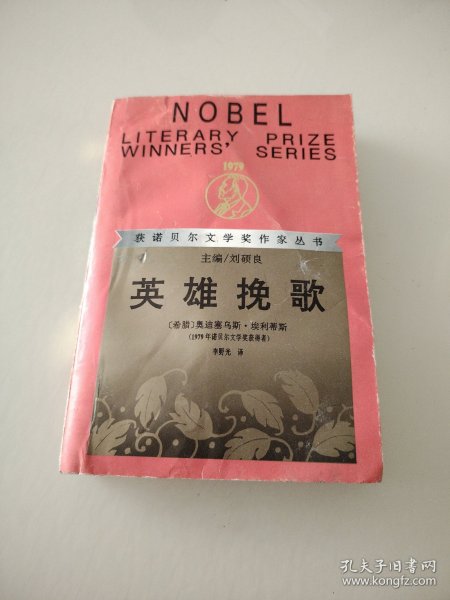 NOBEL
LITERARY PRIZE
WINNERS' SERIES
1979
获诺贝尔文学奖作家丛书
主编/刘硕良
英雄挽歌
〔希腊〕奥迪塞乌斯·埃利蒂斯
(1979年诺贝尔文学奖获得者)
李野光 译
孔夫子旧书网
www.kongfz.com